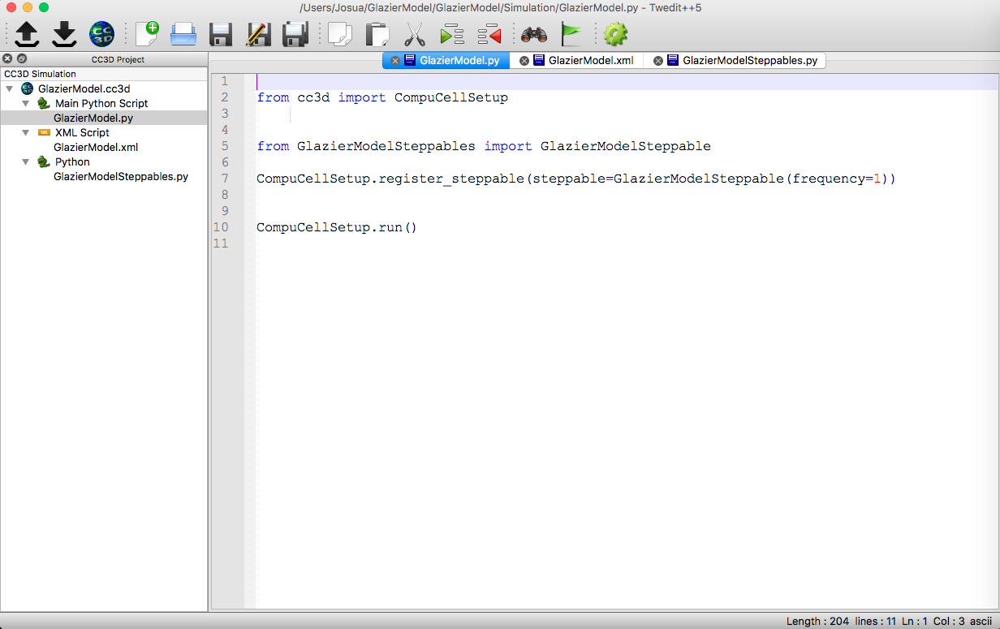 /Users/Josua/GlazierModel/GlazierModel/Simulation/GlazierModel.py - Twedit++5
CC 3D
CC3D Project
GlazierModel.py
GlazierModel.xml
GlazierModelSteppables.py
CC3D Simulation
GlazierModel.cc3d
Main Python Script
GlazierModel.py
XML Script
GlazierModel.xml
Python
GlazierModelSteppables.py
1
2 from cc3d import CompuCellSetup
3
4
5 from GlazierModelSteppables import GlazierModelSteppable
6
7 CompuCellSetup.register_steppable(steppable=GlazierModelSteppable(frequency=1))
8
9
10 CompuCellSetup.run()
11
Length : 204 lines : 11 Ln : 1 Col : 3 ascii